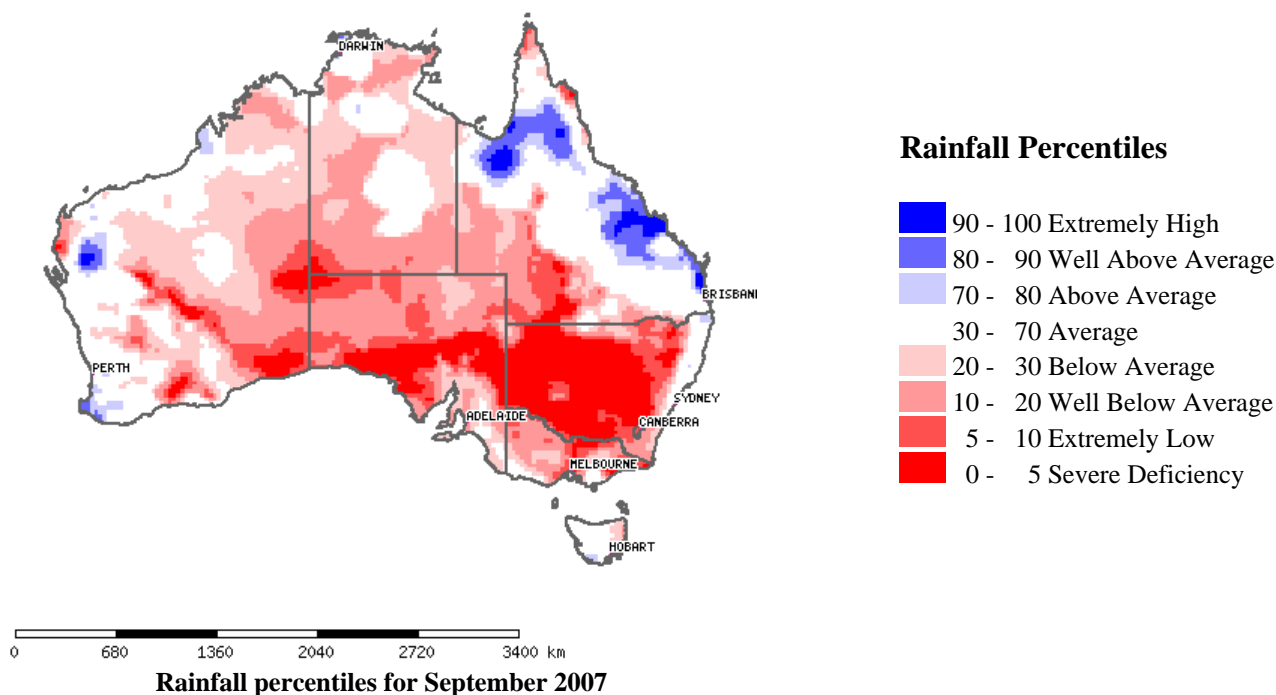 DARWIN
PERTH
ADELAIDE
MELBOURNE
HOBART
CANBERRA
SYDNEY
BRISBAN
Rainfall Percentiles
90 - 100 Extremely High
80 - 90 Well Above Average
70 - 80 Above Average
30 - 70 Average
20 - 30 Below Average
10 - 20 Well Below Average
5 - 10 Extremely Low
0 - 5 Severe Deficiency
0 680 1360 2040 2720 3400 km
Rainfall percentiles for September 2007